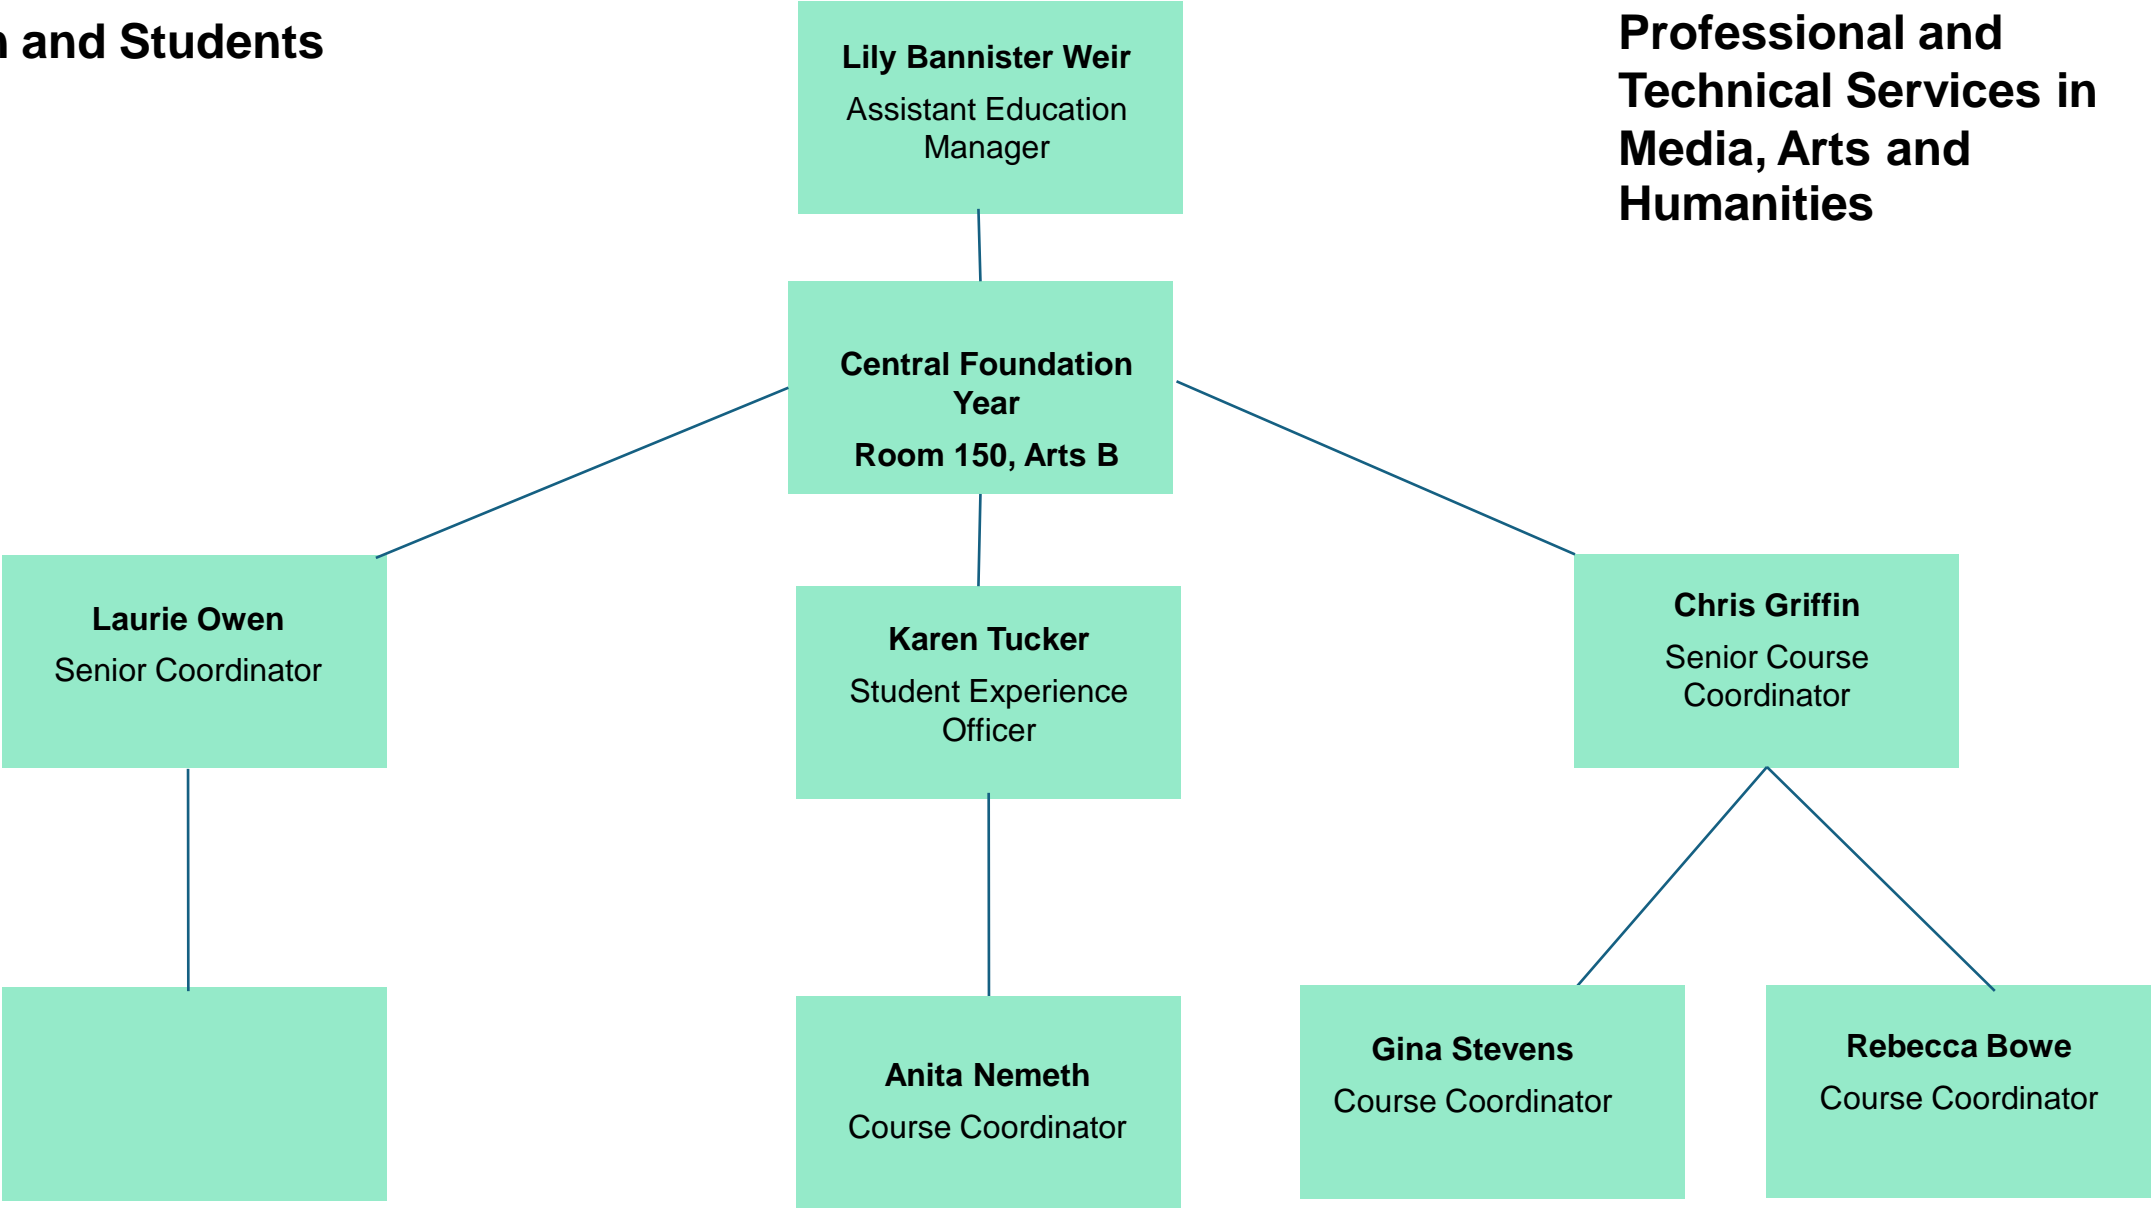 and Students
Professional and
Technical Services in
Media, Arts and
Humanities
Lily Bannister Weir
Assistant Education
Manager
Central Foundation
Year
Room 150, Arts B
Laurie Owen
Senior Coordinator
Karen Tucker
Student Experience
Officer
Chris Griffin
Senior Course
Coordinator
Anita Nemeth
Course Coordinator
Gina Stevens
Course Coordinator
Rebecca Bowe
Course Coordinator